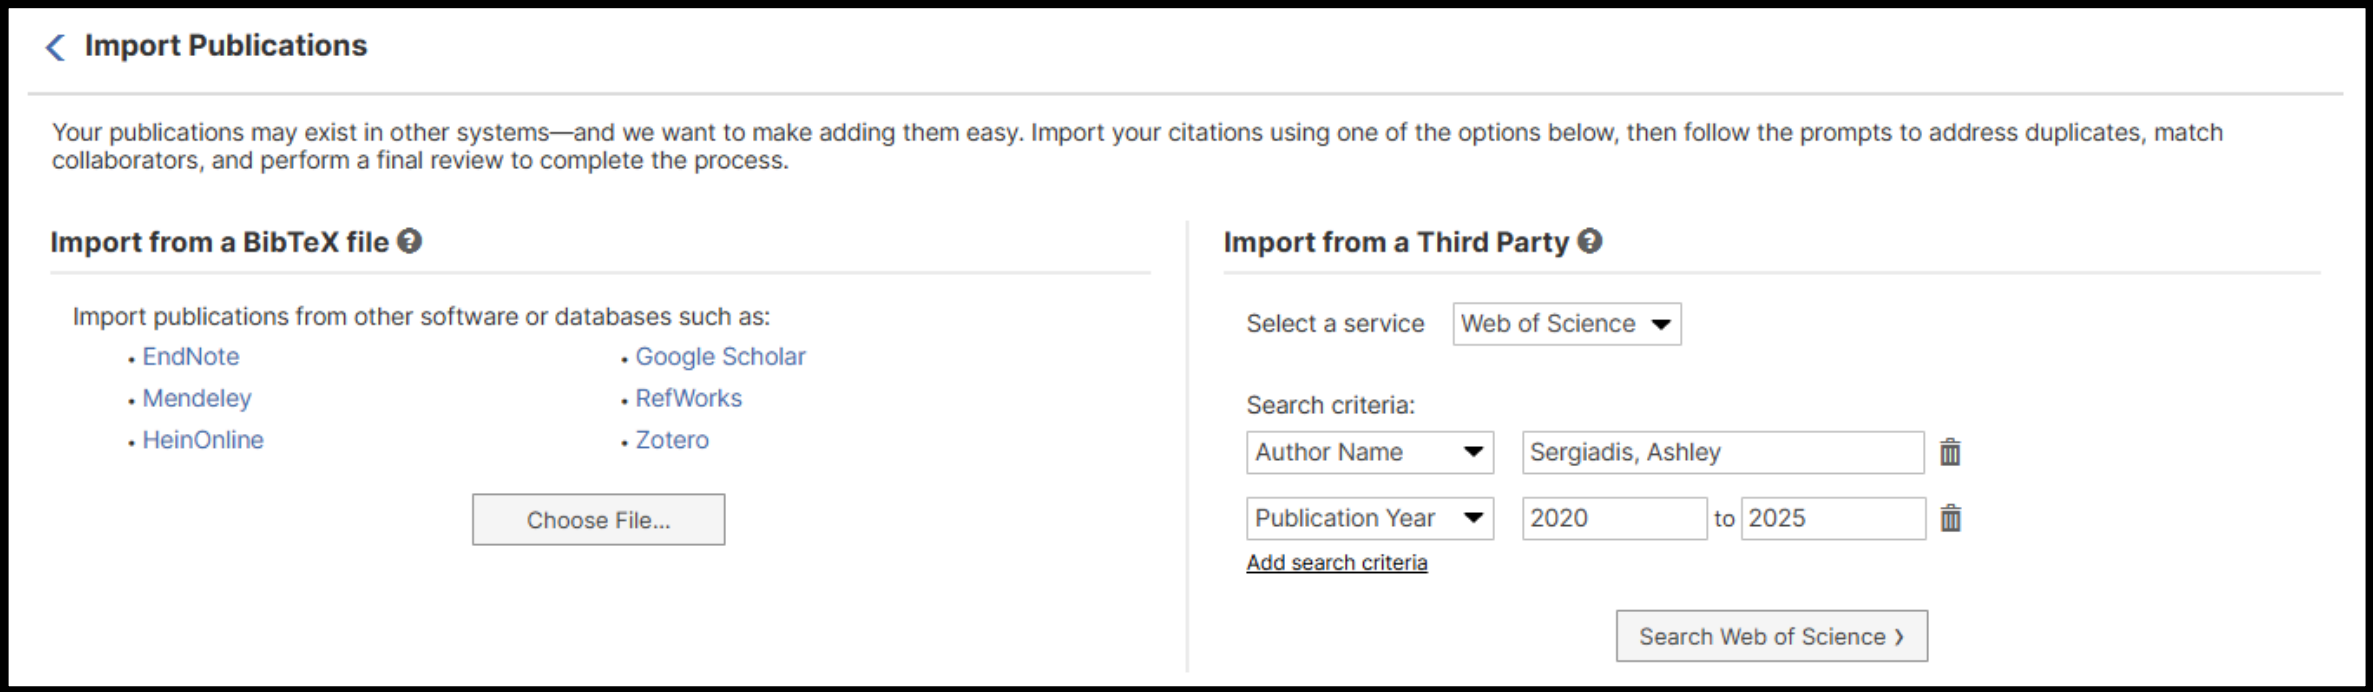 Import Publications
Your publications may exist in other systems—and we want to make adding them easy. Import your citations using one of the options below, then follow the prompts to address duplicates, match
collaborators, and perform a final review to complete the process.
Import from a BibTeX file
Import publications from other software or databases such as:
• EndNote
• Mendeley
• HeinOnline
• Google Scholar
• RefWorks
• Zotero
Choose File...
Import from a Third Party
Select a service Web of Science
Search criteria:
Author Name Sergiadis, Ashley
Publication Year 2020 to 2025
Add search criteria
Search Web of Science ›